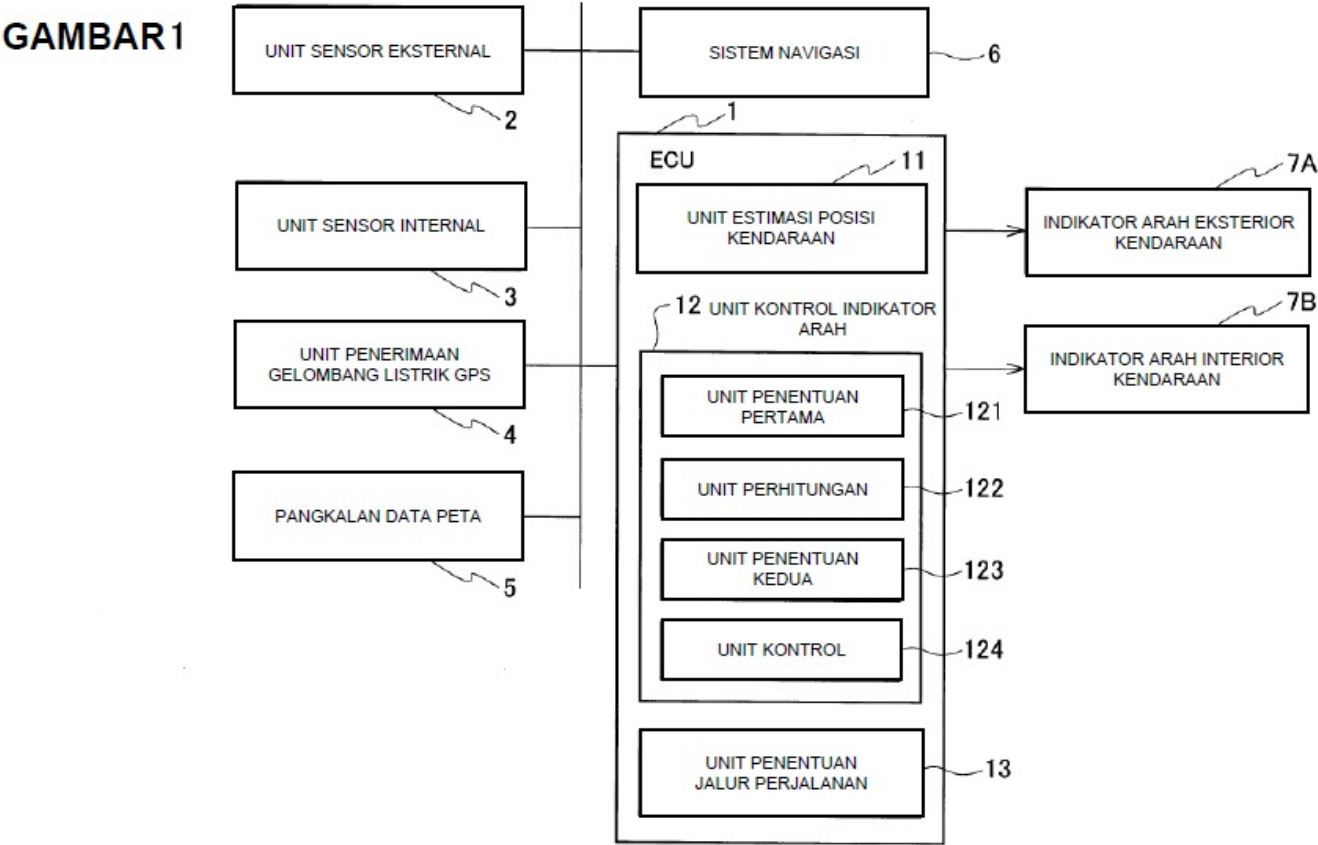 GAMBAR1
UNIT SENSOR EKSTERNAL
2
SISTEM NAVIGASI
6
UNIT SENSOR INTERNAL
3
UNIT PENERIMAAN
GELOMBANG LISTRIK GPS
4
PANGKALAN DATA PETA
5
1
ECU
11
UNIT ESTIMASI POSISI
KENDARAAN
12 UNIT KONTROL INDIKATOR
ARAH
UNIT PENENTUAN
PERTAMA
121
UNIT PERHITUNGAN
122
UNIT PENENTUAN
KEDUA
123
UNIT KONTROL
124
UNIT PENENTUAN
JALUR PERJALANAN
13
7A
INDIKATOR ARAH EKSTERIOR
KENDARAAN
7B
INDIKATOR ARAH INTERIOR
KENDARAAN